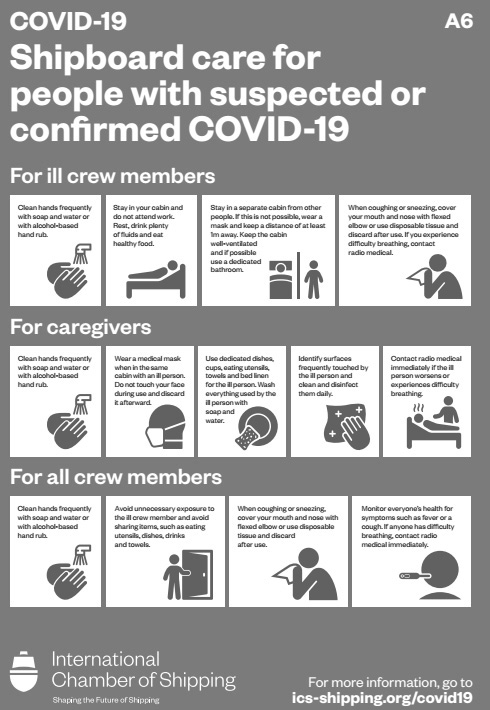 COVID-19
A6
Shipboard care for
people with suspected or
confirmed COVID-19
For ill crew members
Clean hands frequently
with soap and water or
with alcohol-based
hand rub.
Stay in your cabin and
do not attend work.
Rest, drink plenty
of fluids and eat
healthy food.
Stay in a separate cabin from other
people. If this is not possible, wear a
mask and keep a distance of at least
1m away. Keep the cabin
well-ventilated
and if possible
use a dedicated
bathroom.
When coughing or sneezing, cover
your mouth and nose with flexed
elbow or use disposable tissue and
discard after use. If you experience
difficulty breathing, contact
radio medical.
For caregivers
Clean hands frequently
with soap and water or
with alcohol-based
hand rub.
Wear a medical mask
when in the same
cabin with an ill person.
Do not touch your face
during use and discard
it afterward.
Use dedicated dishes,
cups, eating utensils,
towels and bed linen
for the ill person. Wash
everything used by the
ill person with
soap and
water.
Identify surfaces
frequently touched by
the ill person and
clean and disinfect
them daily.
Contact radio medical
immediately if the ill
person worsens or
experiences difficulty
breathing.
For all crew members
Clean hands frequently
with soap and water or
with alcohol-based
hand rub.
Avoid unnecessary exposure to
the ill crew member and avoid
sharing items, such as eating
utensils, dishes, drinks
and towels.
When coughing or sneezing,
cover your mouth and nose with
flexed elbow or use disposable
tissue and discard
after use.
Monitor everyone's health for
symptoms such as fever or a
cough. If anyone has difficulty
breathing, contact radio
medical immediately.
International
Chamber of Shipping
Shaping the Future of Shipping
For more information, go to
ics-shipping.org/covid19